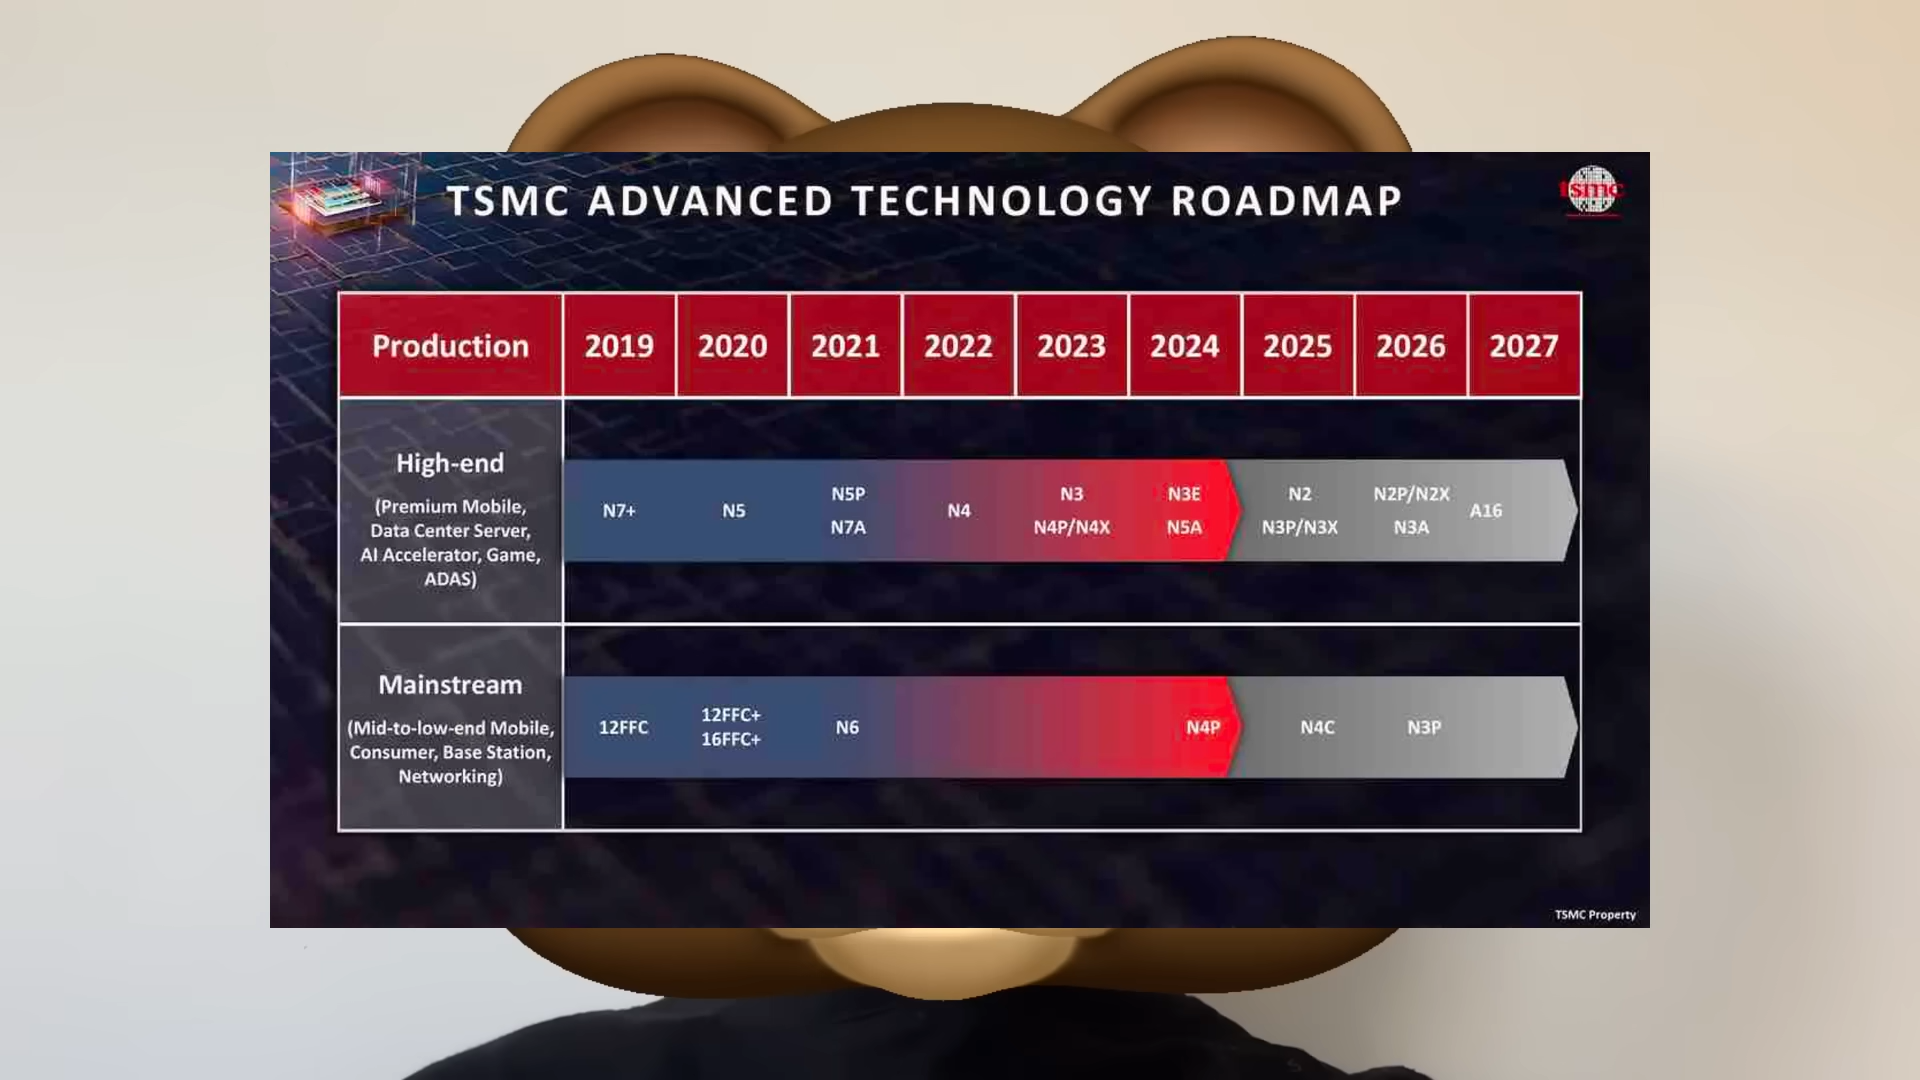 TSMC ADVANCED TECHNOLOGY ROADMAP
tsmc
Production 2019 2020 2021 2022 2023 2024 2025 2026 2027
High-end
(Premium Mobile,
Data Center Server,
AI Accelerator, Game,
ADAS)
N7+ N5 N5P N4 N3 N3E N2 N2P/N2X A16
N7A N4P/N4X N5A N3P/N3X N3A
Mainstream
(Mid-to-low-end Mobile,
Consumer, Base Station,
Networking)
12FFC 12FFC+ N6 N4P N4C N3P
16FFC+
TSMC Property